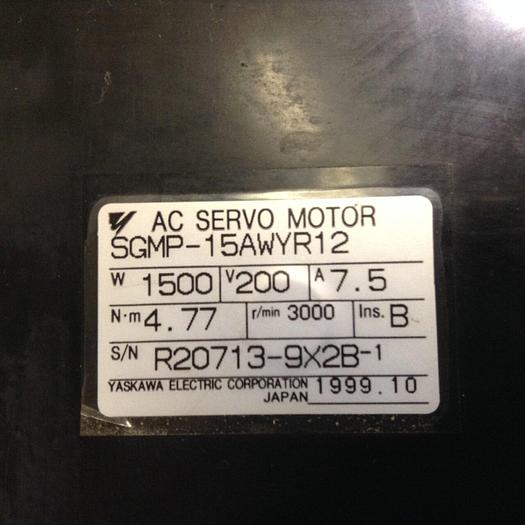 AC SERVO MOTOR
SGMP-15AWYR12
W 1500 V 200 A 7.5
N·m 4.77 r/min 3000 Ins. B
S/N R20713-9X2B-1
YASKAWA ELECTRIC CORPORATION 1999.10
JAPAN